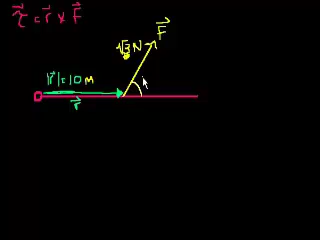 τ⃗ = r⃗ × F⃗
F⃗
√3 N
|r⃗| = 10 m
r⃗